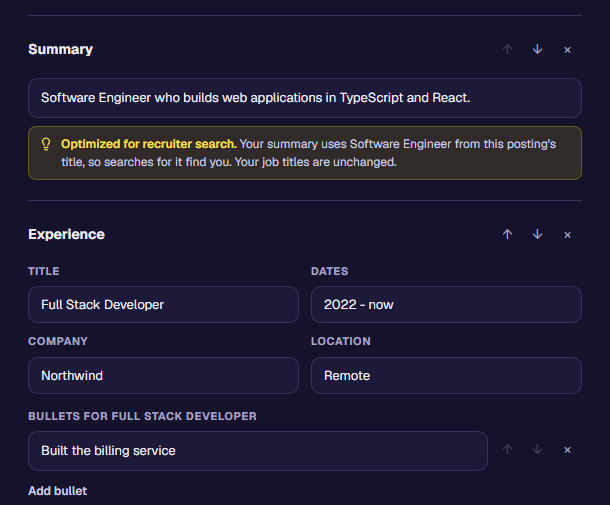 Summary
Software Engineer who builds web applications in TypeScript and React.
Optimized for recruiter search. Your summary uses Software Engineer from this posting's
title, so searches for it find you. Your job titles are unchanged.
Experience
TITLE
DATES
Full Stack Developer
2022 - now
COMPANY
LOCATION
Northwind
Remote
BULLETS FOR FULL STACK DEVELOPER
Built the billing service
Add bullet